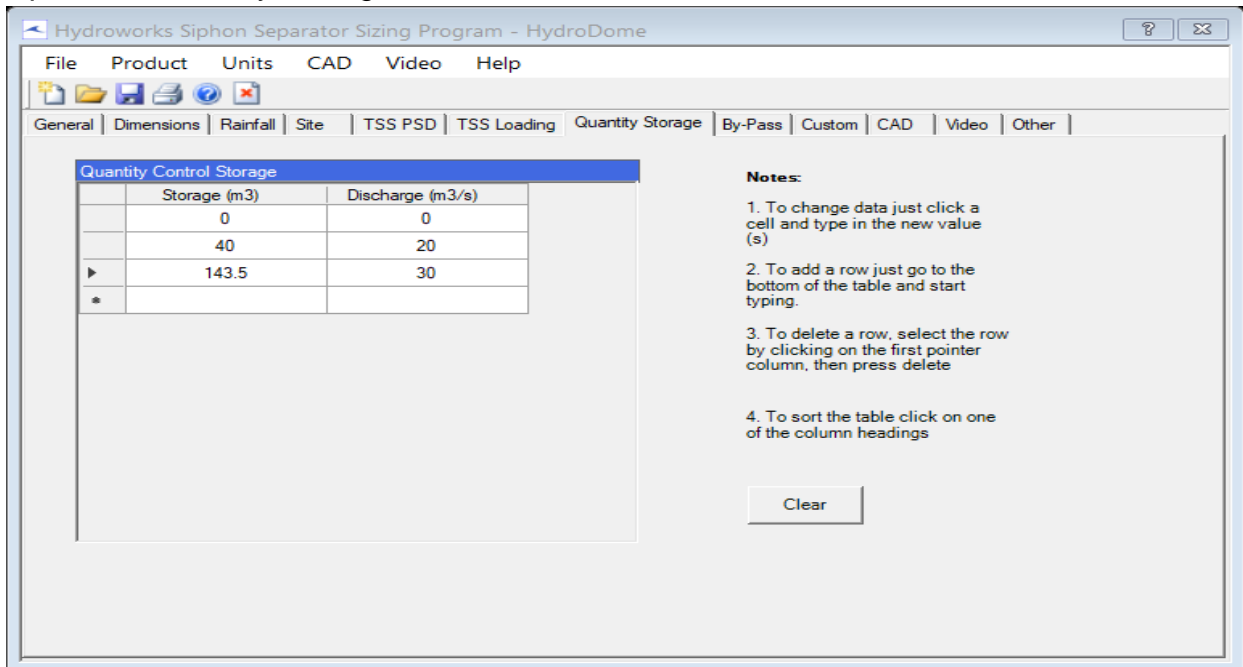 Hydroworks Siphon Separator Sizing Program - HydroDome
File Product Units CAD Video Help
General Dimensions Rainfall Site TSS PSD TSS Loading Quantity Storage By-Pass Custom CAD Video Other
Quantity Control Storage
Storage (m3) Discharge (m3/s)
0 0
40 20
143.5 30
Notes:
1. To change data just click a
cell and type in the new value
(s)
2. To add a row just go to the
bottom of the table and start
typing.
3. To delete a row, select the row
by clicking on the first pointer
column, then press delete
4. To sort the table click on one
of the column headings
Clear